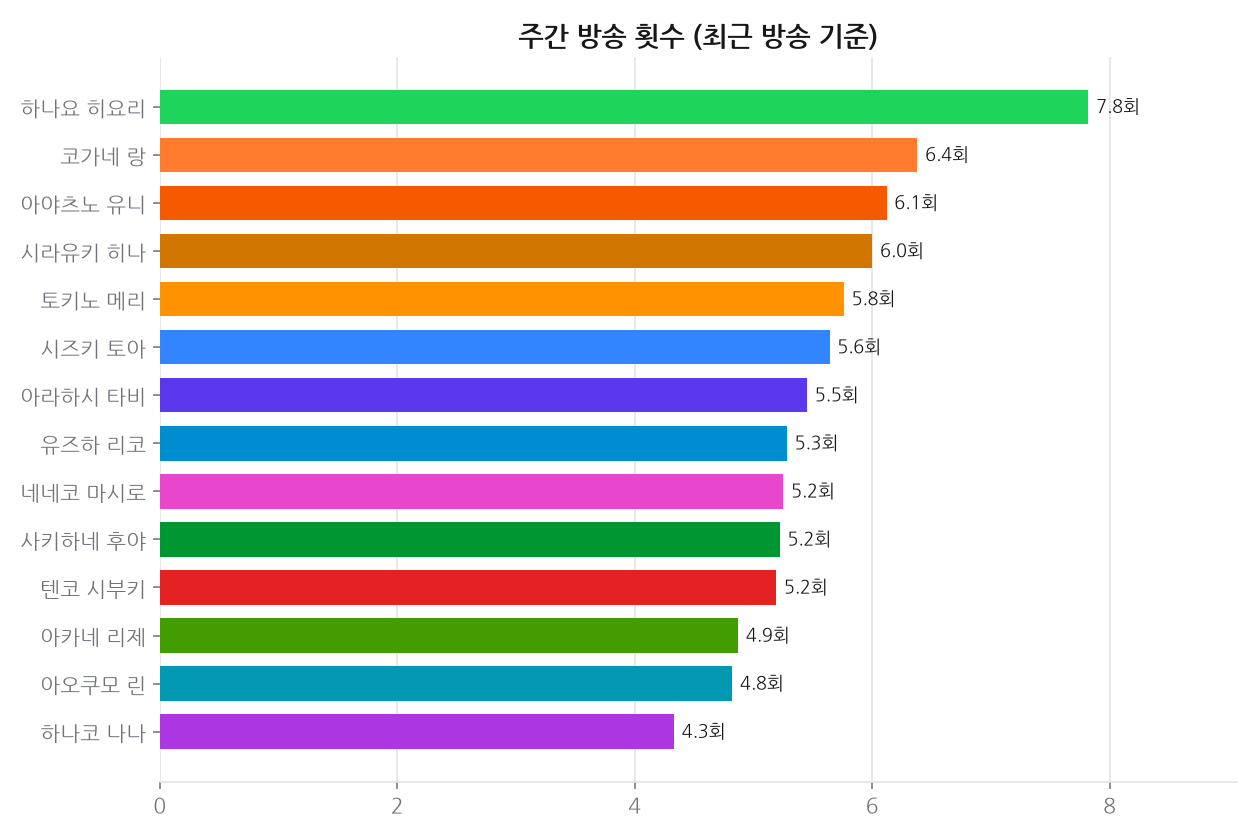 주간 방송 횟수 (최근 방송 기준)
하나요 히요리 7.8회
코가네 랑 6.4회
아야츠노 유니 6.1회
시라유키 히나 6.0회
토키노 메리 5.8회
시즈키 토아 5.6회
아라하시 타비 5.5회
유즈하 리코 5.3회
네네코 마시로 5.2회
사키하네 후야 5.2회
텐코 시부키 5.2회
아카네 리제 4.9회
아오쿠모 린 4.8회
하나코 나나 4.3회
0 2 4 6 8